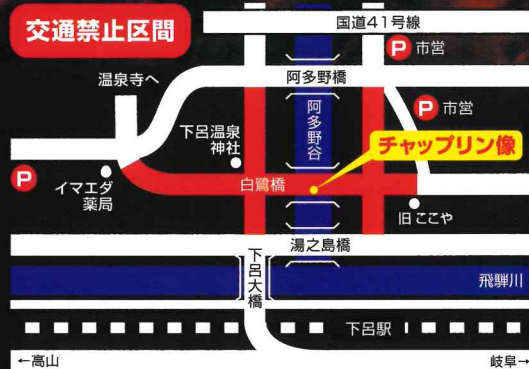 交通禁止区間
国道41号線
P 市営
温泉寺へ
阿多野橋
阿多野谷
P 市営
下呂温泉
神社
チャップリン像
P
イマエダ
薬局
白鷺橋
旧 ここや
湯之島橋
下呂大橋
飛騨川
下呂駅
←高山
岐阜→